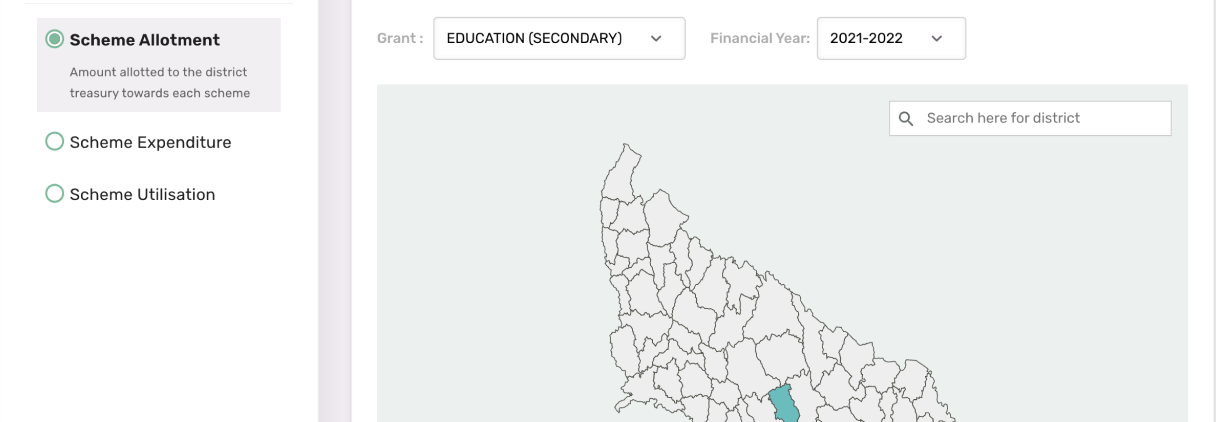 Scheme Allotment
Amount allotted to the district
treasury towards each scheme
Scheme Expenditure
Scheme Utilisation
Grant : EDUCATION (SECONDARY) Financial Year: 2021-2022
Search here for district